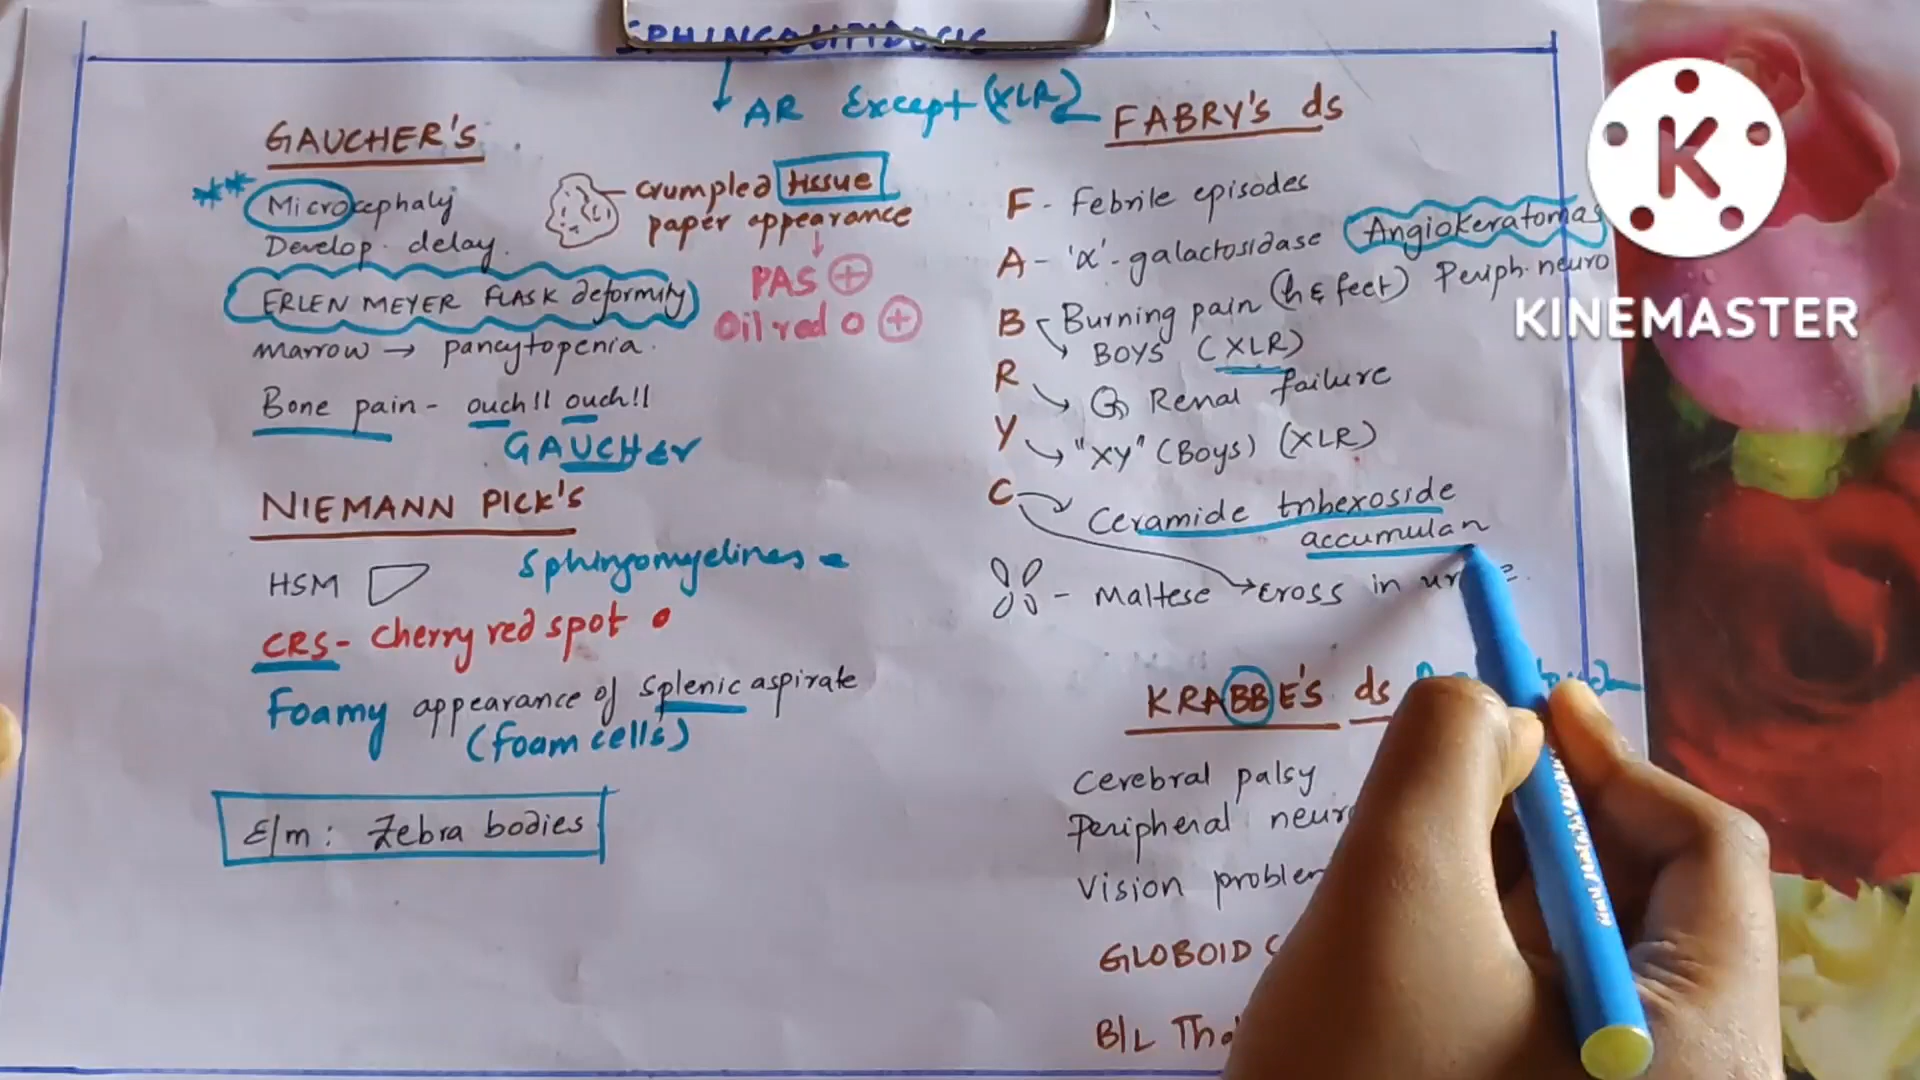 SPHINGOLIPIDOSIS
AR Except (XLR)
GAUCHER'S
** Microcephaly
Develop. delay.
ERLEN MEYER FLASK deformity
marrow → pancytopenia.
Bone pain - ouch!! ouch!!
GAUCHEr
crumpled tissue
paper appearance
PAS +
Oil red O +
NIEMANN PICK'S
Sphingomyelines
HSM
CRS - Cherry red spot
Foamy appearance of splenic aspirate
(foam cells)
E/m: Zebra bodies
FABRY'S ds
F - Febrile episodes
A - 'α' - galactosidase Angiokeratomas
B Burning pain (h & feet) Periph. neuro
→ BOYS (XLR)
R → Renal failure
Y → "XY" (Boys) (XLR)
C → Ceramide trihexoside
accumulan
- Maltese → cross in
KRABBE'S ds
Cerebral palsy
Peripheral
Vision
GLOBOID
B/L
K
KINEMASTER